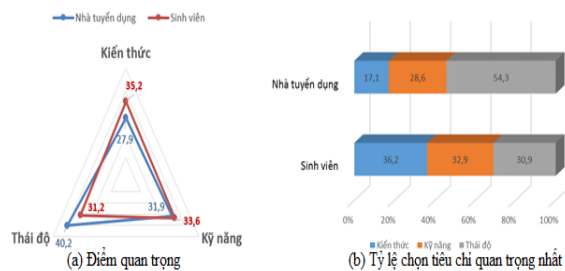 Nhà tuyển dụng Sinh viên
Kiến thức
35,2
27,9
31,2
31,9
33,6
Thái độ
Kỹ năng
40,2
(a) Điểm quan trọng
Nhà tuyển dụng
17,1 28,6 54,3
Sinh viên
36,2 32,9 30,9
0% 20% 40% 60% 80% 100%
Kiến thức Kỹ năng Thái độ
(b) Tỷ lệ chọn tiêu chí quan trọng nhất